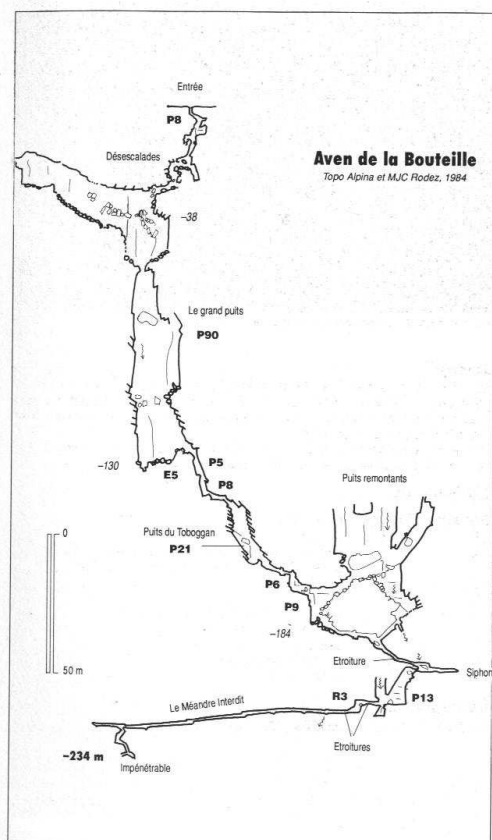 Entrée
P8
Désescalades
Aven de la Bouteille
Topo Alpina et MJC Rodez, 1984
–38
Le grand puits
P90
–130
E5
P5
P8
Puits remontants
0
Puits du Toboggan
P21
P6
P9
–184
50 m
Etroiture
Siphon
R3
P13
Le Méandre Interdit
Etroitures
–234 m
Impénétrable